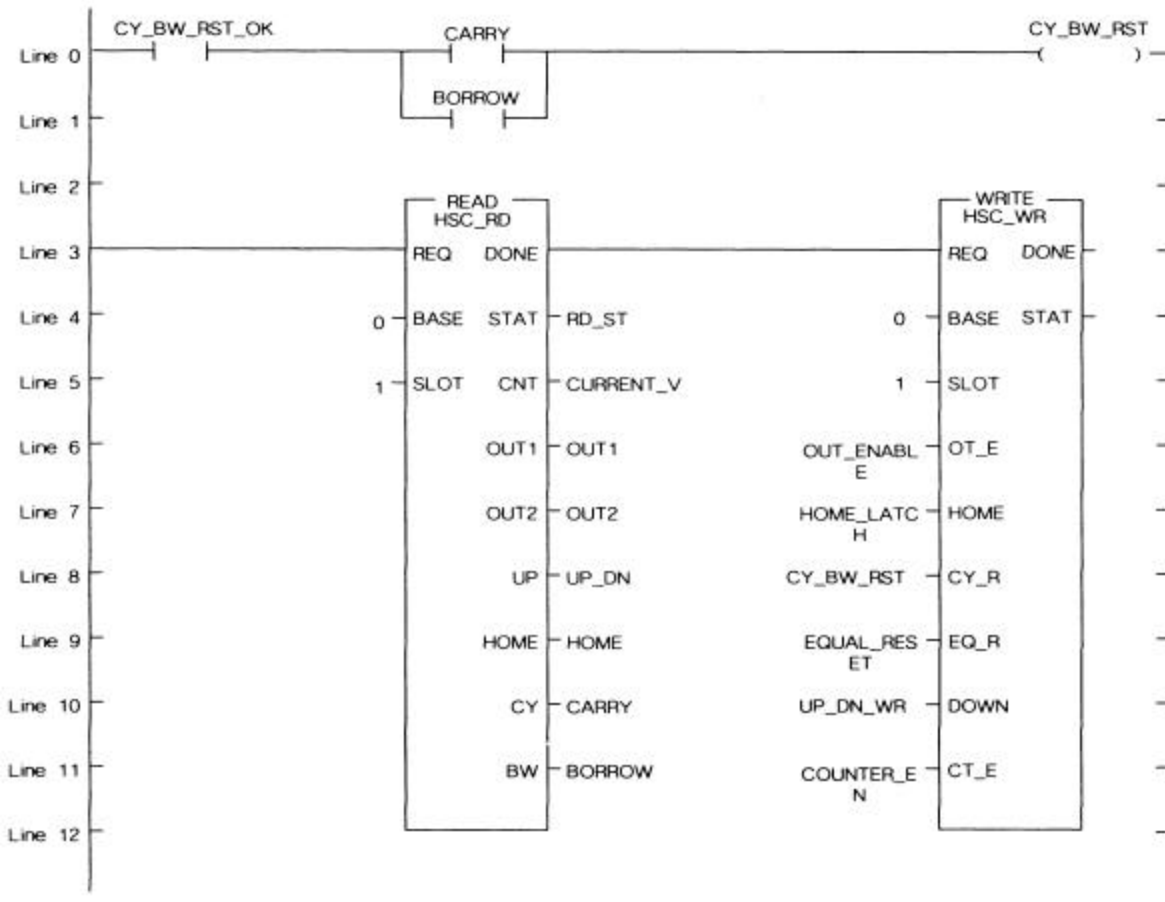 CY_BW_RST_OK CARRY CY_BW_RST
Line 0 ( )
BORROW
Line 1
Line 2
READ WRITE
HSC_RD HSC_WR
Line 3 REQ DONE REQ DONE
Line 4 0 BASE STAT RD_ST 0 BASE STAT
Line 5 1 SLOT CNT CURRENT_V 1 SLOT
Line 6 OUT1 OUT1 OUT_ENABL OT_E
E
Line 7 OUT2 OUT2 HOME_LATC HOME
H
Line 8 UP UP_DN CY_BW_RST CY_R
Line 9 HOME HOME EQUAL_RES EQ_R
ET
Line 10 CY CARRY UP_DN_WR DOWN
Line 11 BW BORROW COUNTER_E CT_E
N
Line 12